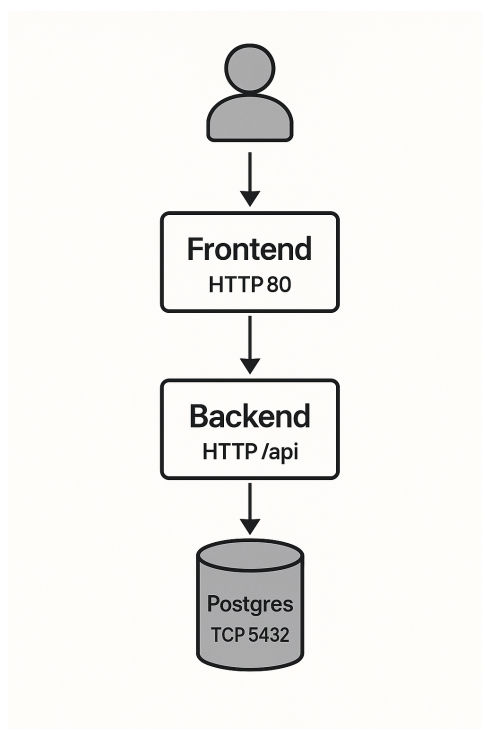 Frontend
HTTP 80
Backend
HTTP /api
Postgres
TCP 5432